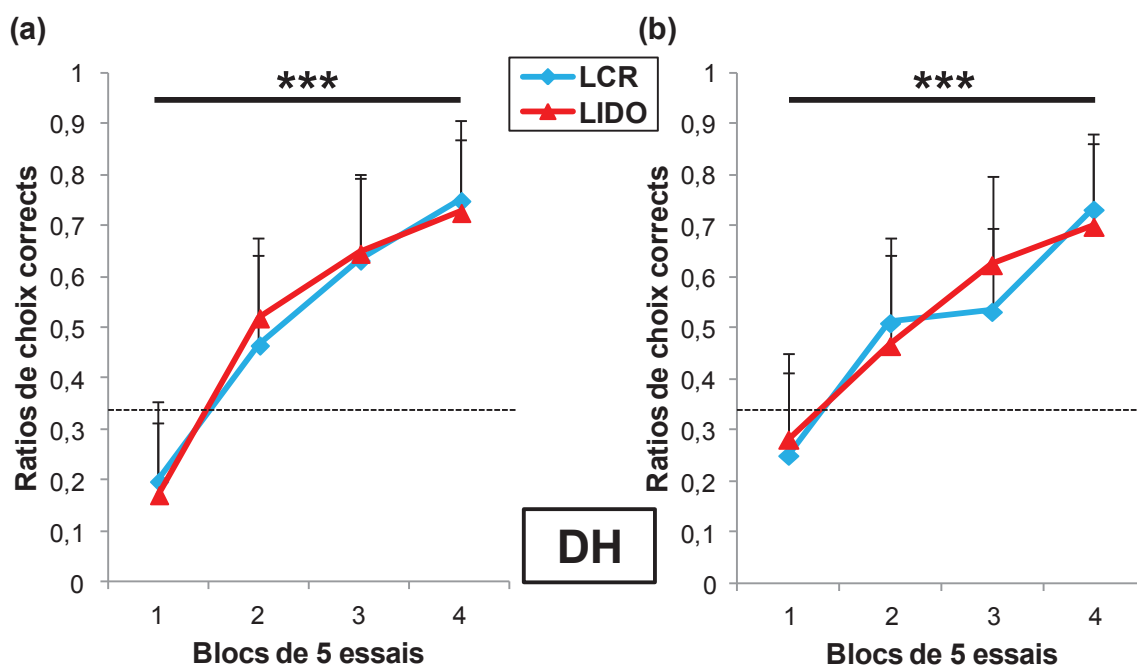 (a)
Ratios de choix corrects
1
0,9
0,8
0,7
0,6
0,5
0,4
0,3
0,2
0,1
0
***
1 2 3 4
Blocs de 5 essais
LCR
LIDO
DH
(b)
Ratios de choix corrects
1
0,9
0,8
0,7
0,6
0,5
0,4
0,3
0,2
0,1
0
***
1 2 3 4
Blocs de 5 essais